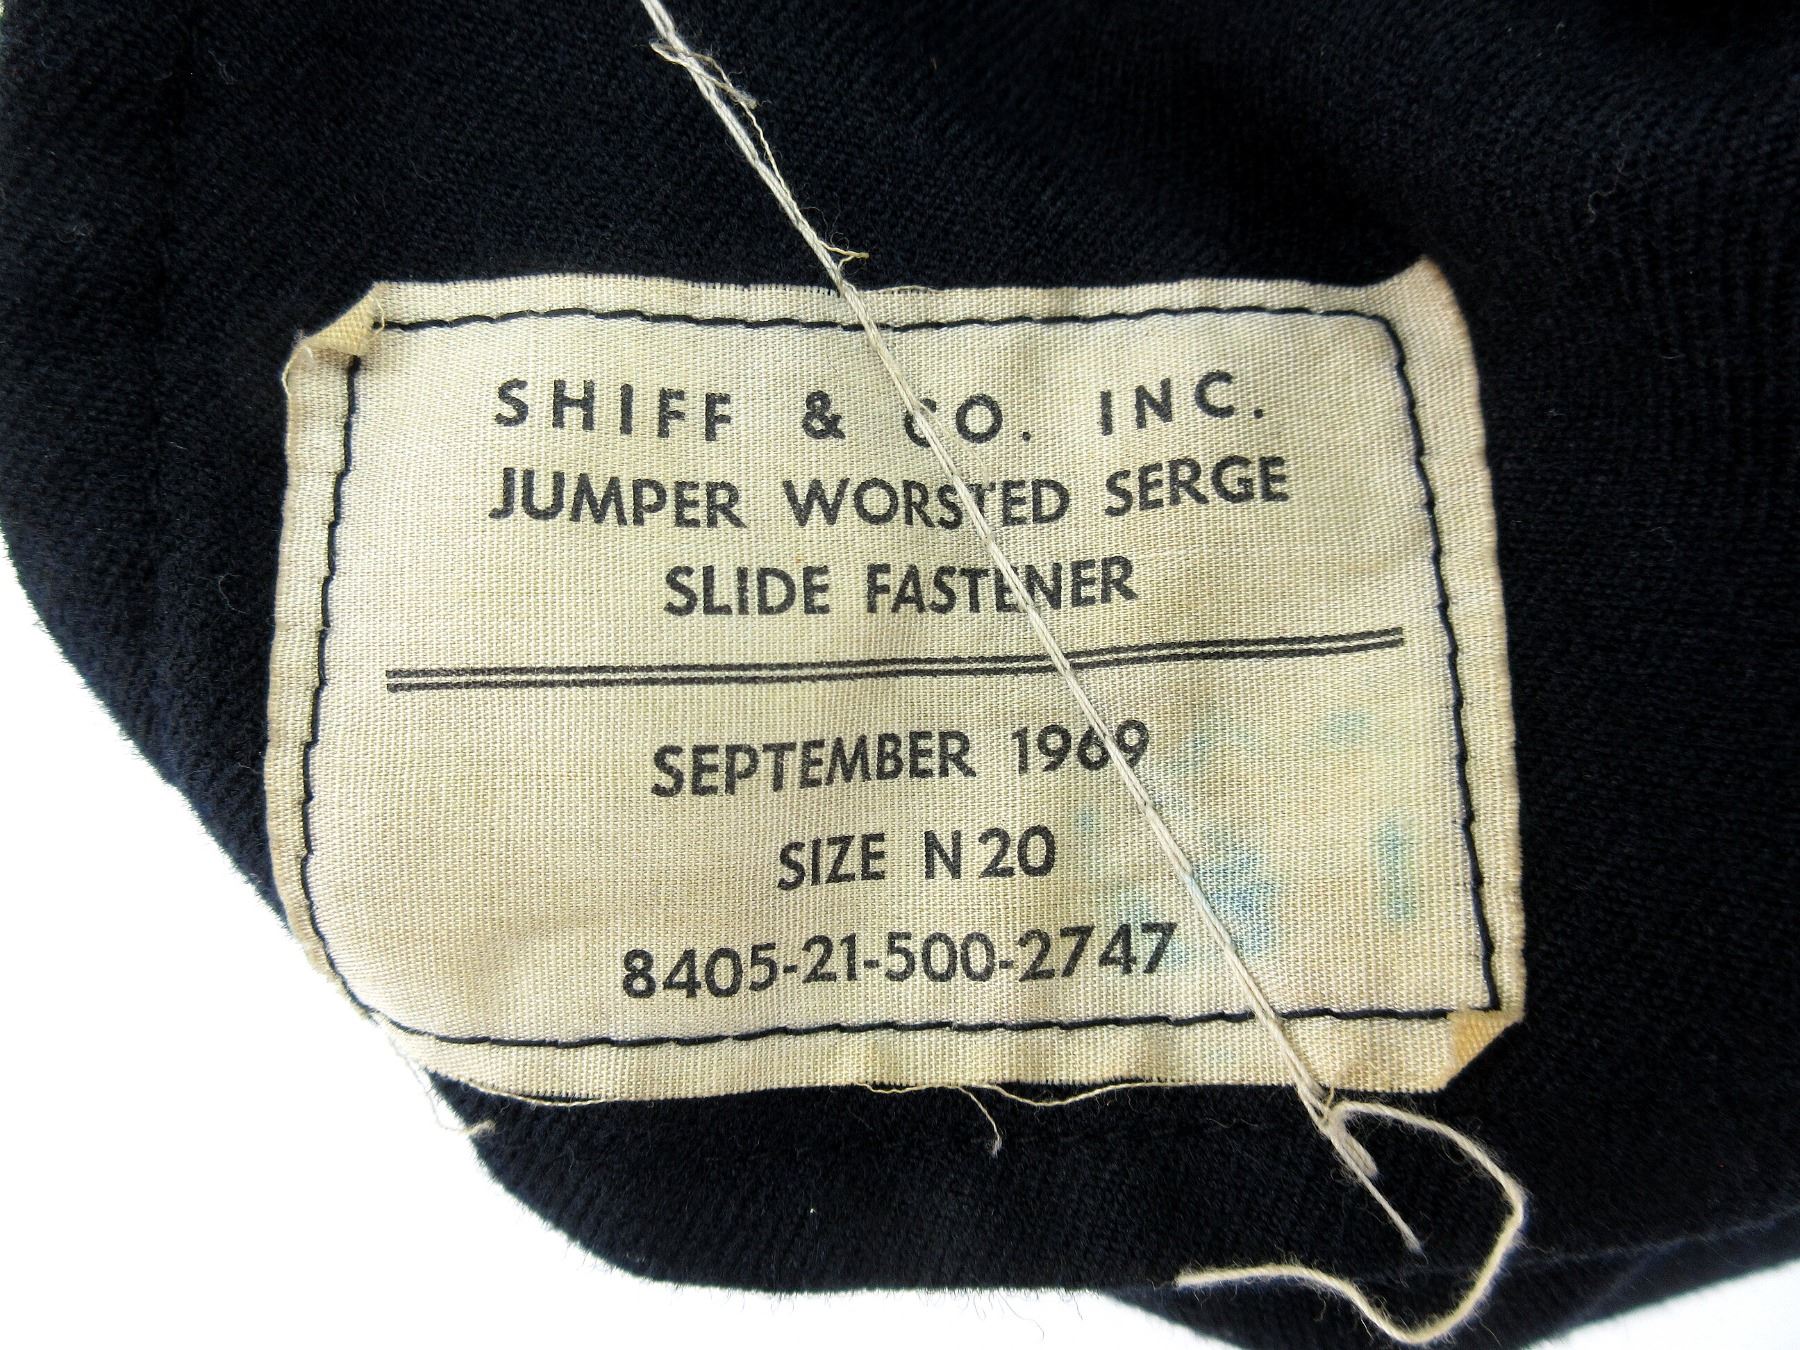 SHIFF & CO. INC.
JUMPER WORSTED SERGE
SLIDE FASTENER
SEPTEMBER 1969
SIZE N20
8405-21-500-2747